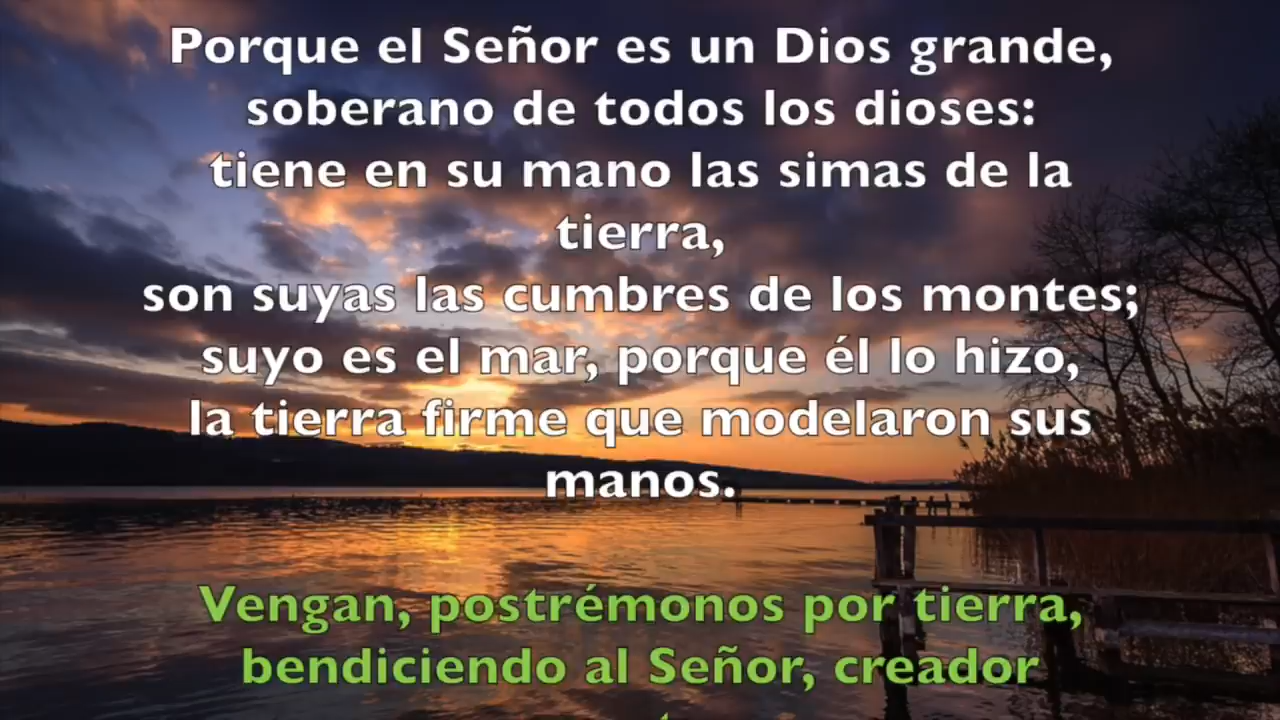 Porque el Señor es un Dios grande,
soberano de todos los dioses:
tiene en su mano las simas de la
tierra,
son suyas las cumbres de los montes;
suyo es el mar, porque él lo hizo,
la tierra firme que modelaron sus
manos.
Vengan, postrémonos por tierra,
bendiciendo al Señor, creador